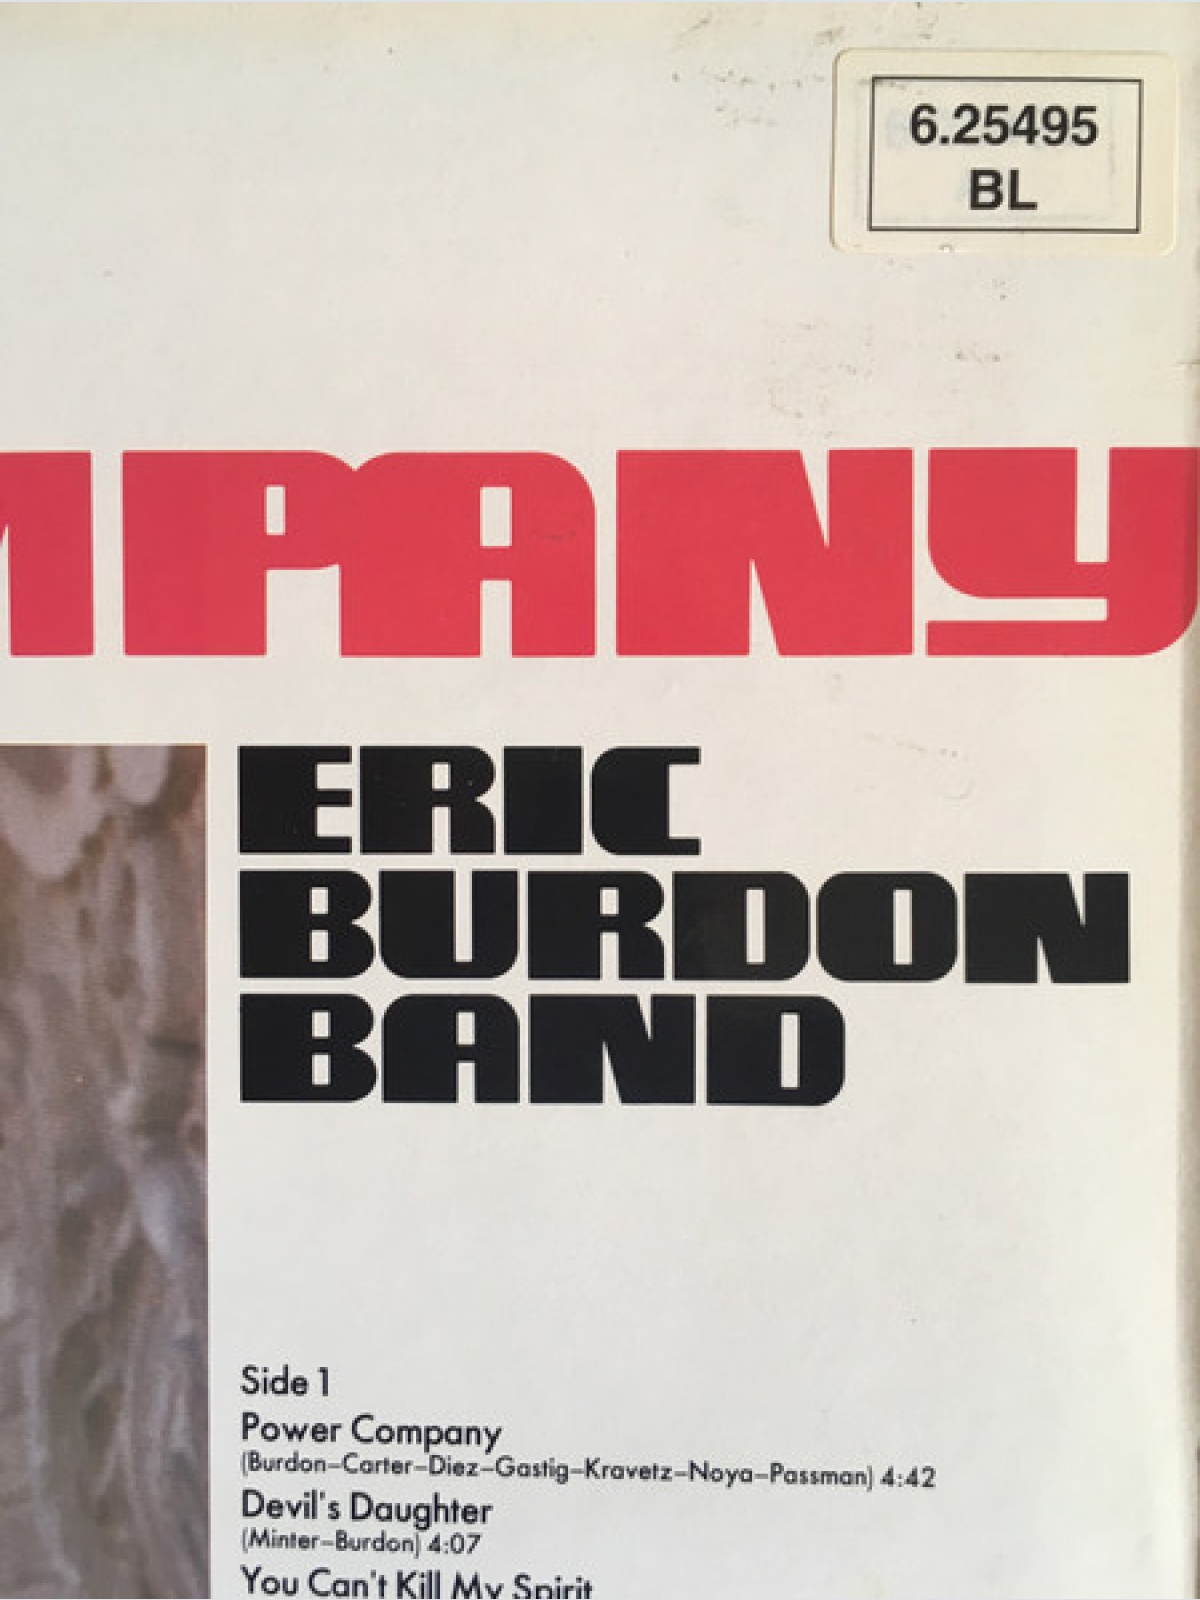 6.25495
BL
MPANY
ERIC
BURDON
BAND
Side 1
Power Company
(Burdon–Carter–Diez–Gastig–Kravetz–Noya–Passman) 4:42
Devil's Daughter
(Minter–Burdon) 4:07
You Can't Kill My Spirit